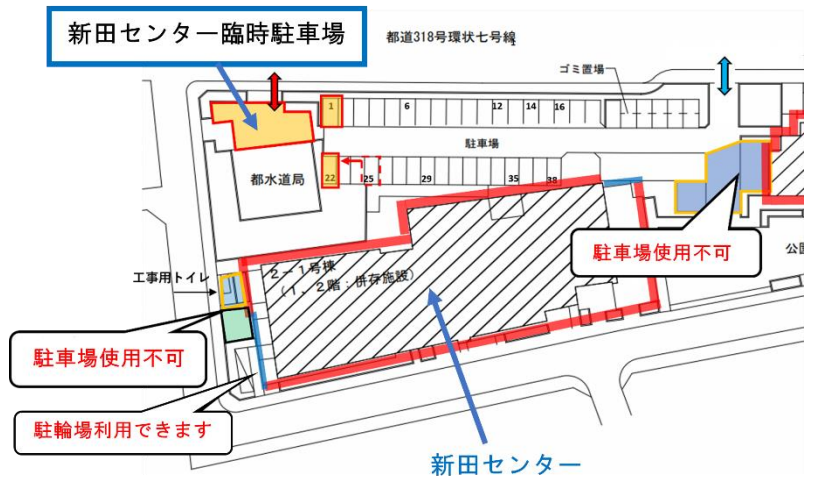 新田センター臨時駐車場
都道318号環状七号線
ゴミ置場
1 6 12 14 16
駐車場
都水道局
22 25 29 35 38
駐車場使用不可
公園
工事用トイレ
2－1号棟
（1、2階：併存施設）
駐車場使用不可
駐輪場利用できます
新田センター